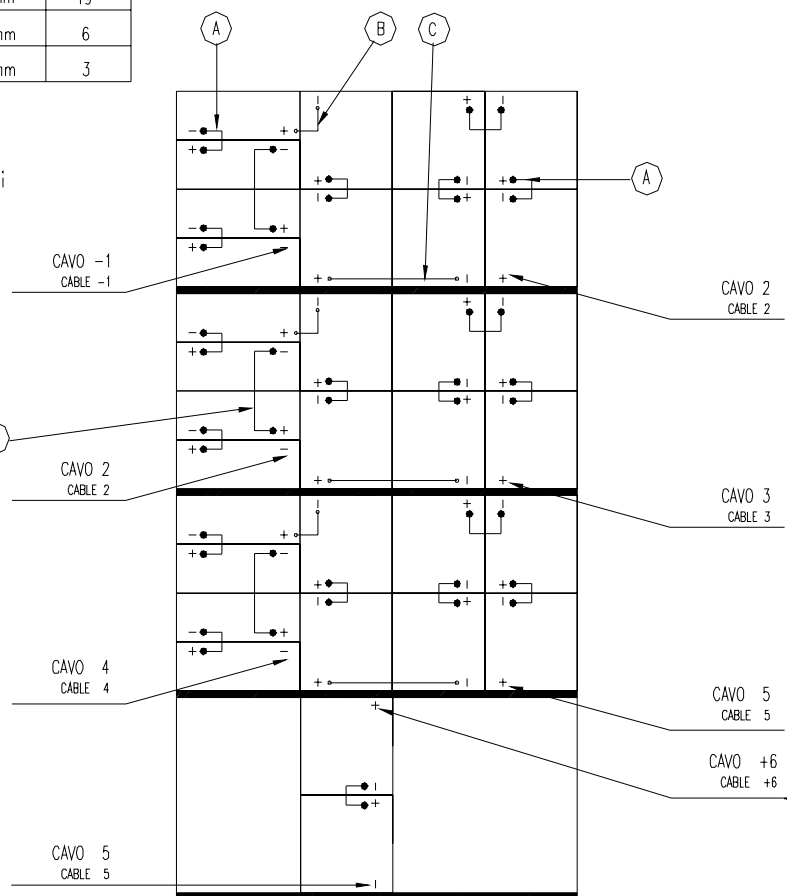 mm 19
mm 6
mm 3
A
B
C
A
i
CAVO -1
CABLE -1
CAVO 2
CABLE 2
CAVO 2
CABLE 2
CAVO 3
CABLE 3
CAVO 4
CABLE 4
CAVO 5
CABLE 5
CAVO +6
CABLE +6
CAVO 5
CABLE 5